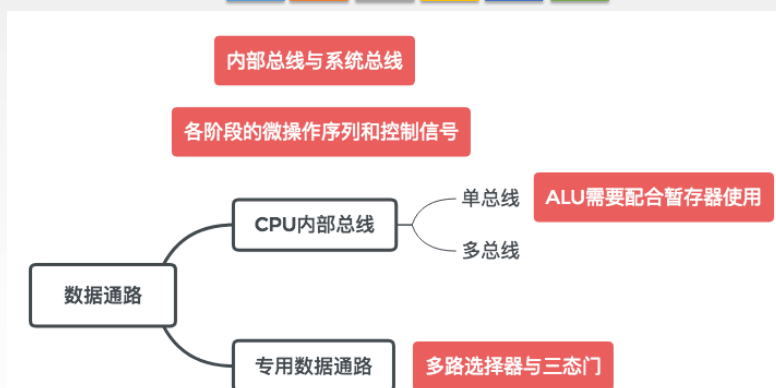 内部总线与系统总线
各阶段的微操作序列和控制信号
单总线
ALU需要配合暂存器使用
CPU内部总线
多总线
数据通路
专用数据通路
多路选择器与三态门